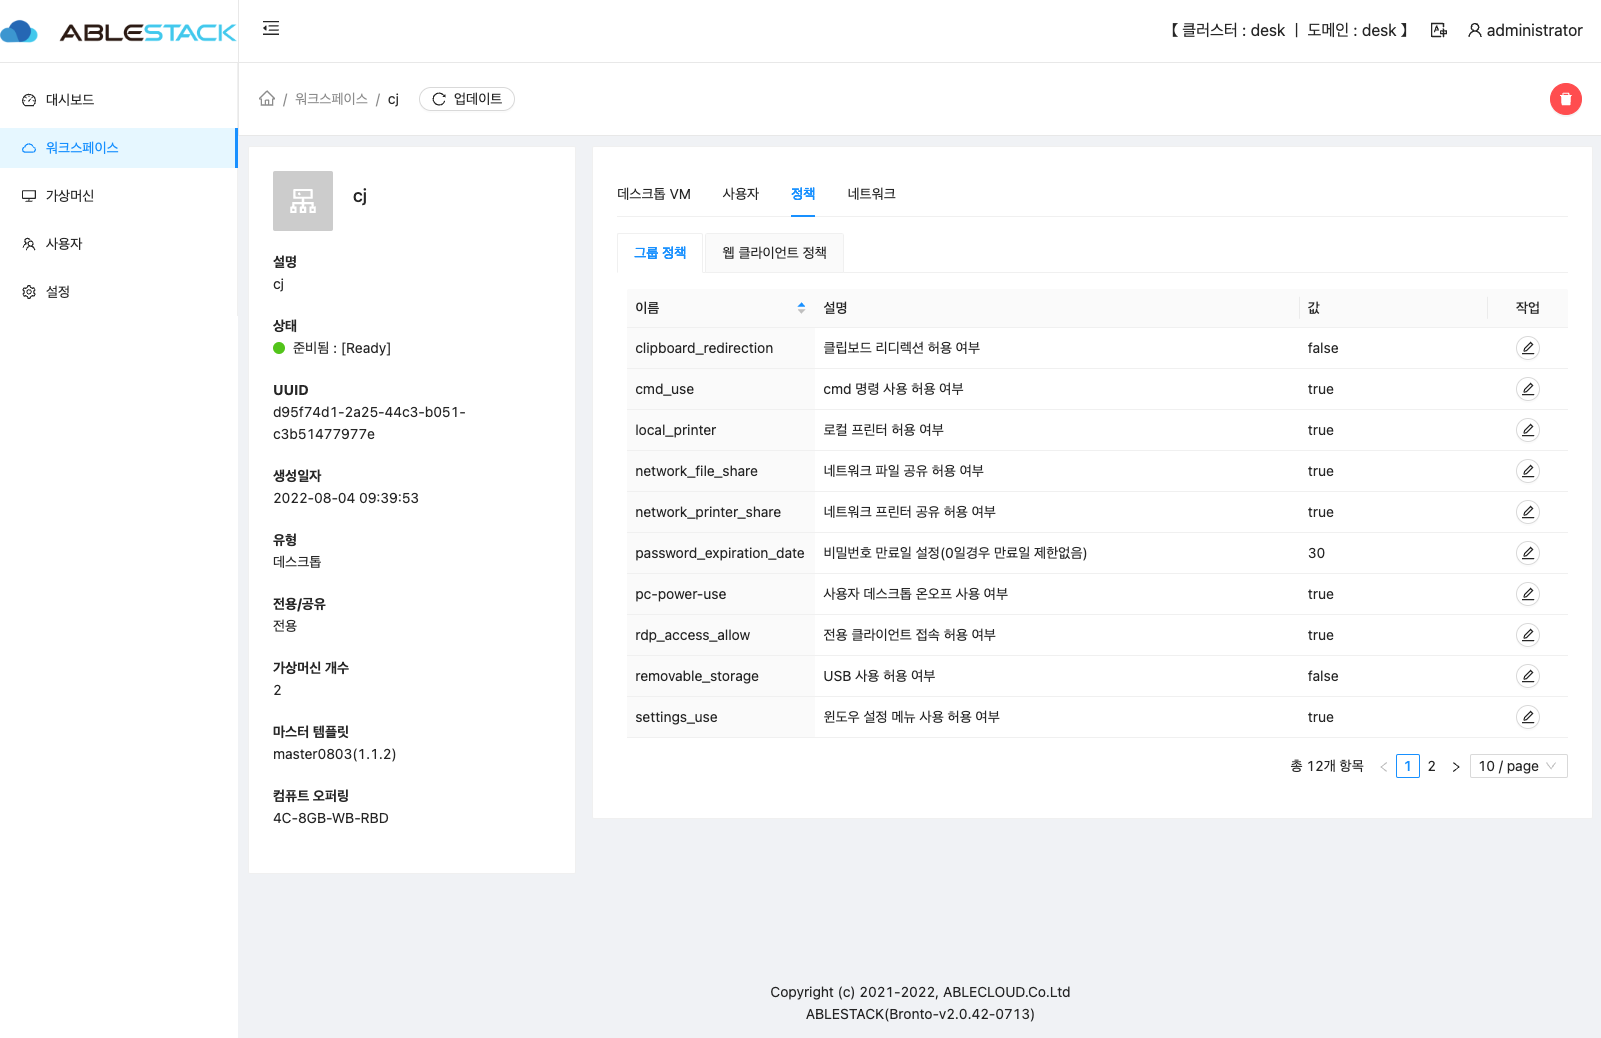 ABLESTACK
【 클러스터 : desk ㅣ 도메인 : desk 】
administrator
대시보드
워크스페이스
가상머신
사용자
설정
/ 워크스페이스 / cj
업데이트
cj
설명
cj
상태
준비됨 : [Ready]
UUID
d95f74d1-2a25-44c3-b051-
c3b51477977e
생성일자
2022-08-04 09:39:53
유형
데스크톱
전용/공유
전용
가상머신 개수
2
마스터 템플릿
master0803(1.1.2)
컴퓨트 오퍼링
4C-8GB-WB-RBD
데스크톱 VM 사용자 정책 네트워크
그룹 정책 웹 클라이언트 정책
이름 설명 값 작업
clipboard_redirection 클립보드 리디렉션 허용 여부 false
cmd_use cmd 명령 사용 허용 여부 true
local_printer 로컬 프린터 허용 여부 true
network_file_share 네트워크 파일 공유 허용 여부 true
network_printer_share 네트워크 프린터 공유 허용 여부 true
password_expiration_date 비밀번호 만료일 설정(0일경우 만료일 제한없음) 30
pc-power-use 사용자 데스크톱 온오프 사용 여부 true
rdp_access_allow 전용 클라이언트 접속 허용 여부 true
removable_storage USB 사용 허용 여부 false
settings_use 윈도우 설정 메뉴 사용 허용 여부 true
총 12개 항목 < 1 2 > 10 / page
Copyright (c) 2021-2022, ABLECLOUD.Co.Ltd
ABLESTACK(Bronto-v2.0.42-0713)